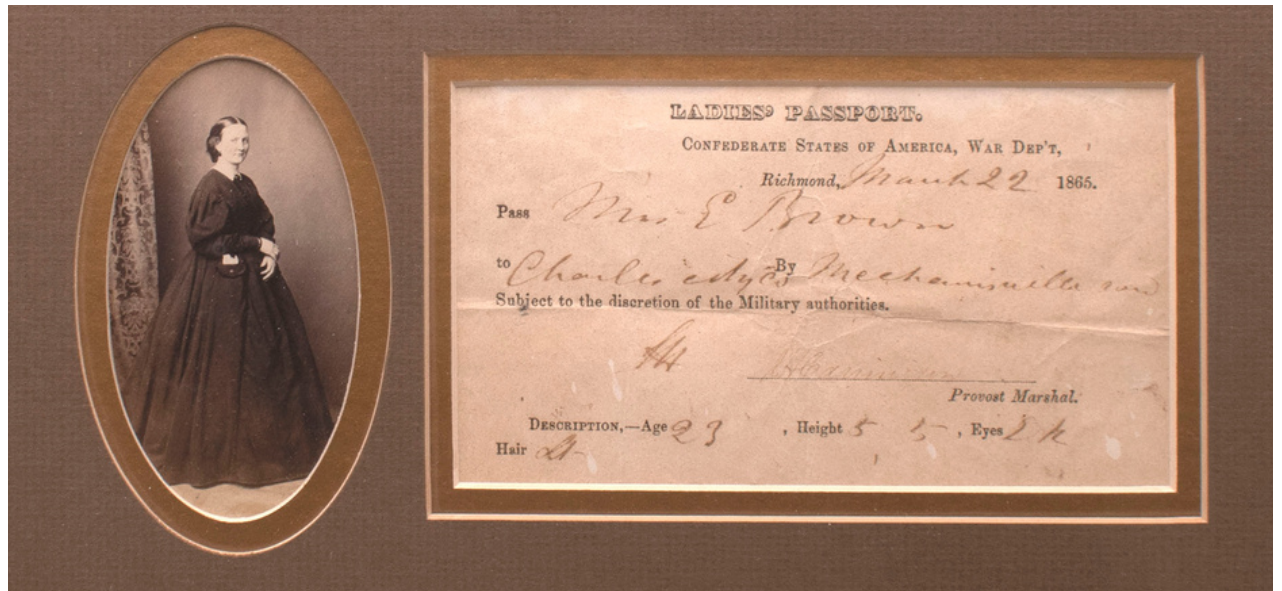 LADIES' PASSPORT.
CONFEDERATE STATES OF AMERICA, WAR DEP'T,
Richmond, March 22 1865.
Pass Mrs E Brown
to Charles city Co By Mechanicsville road
Subject to the discretion of the Military authorities.
Provost Marshal.
DESCRIPTION,—Age 23 , Height 5 5 , Eyes Dk
Hair Lt